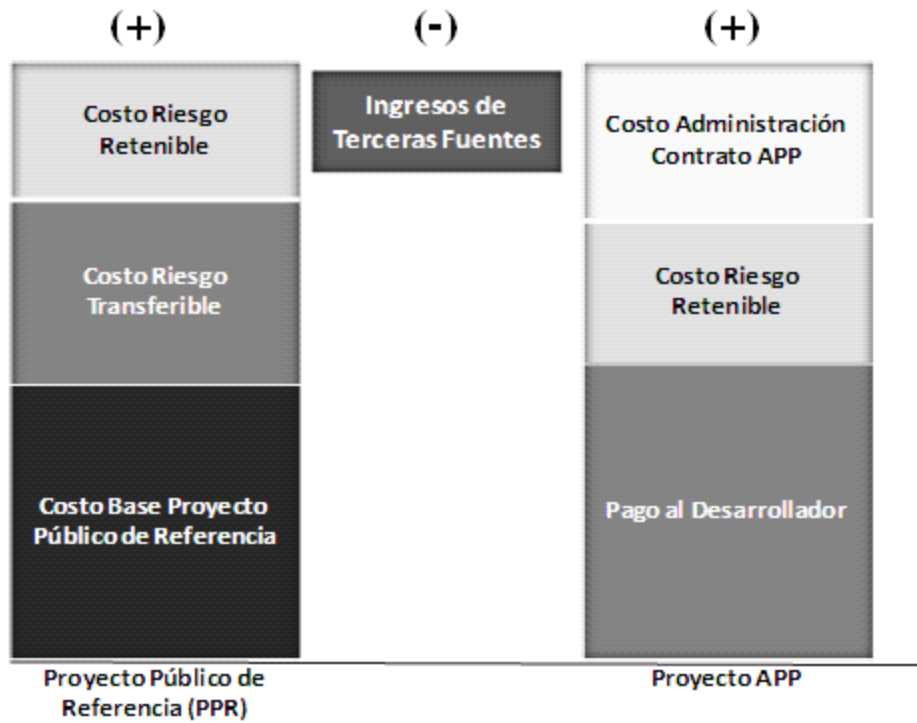 (+)
(-)
(+)
Costo Riesgo
Retenible
Costo Riesgo
Transferible
Costo Base Proyecto
Público de Referencia
Ingresos de
Terceras Fuentes
Costo Administración
Contrato APP
Costo Riesgo
Retenible
Pago al Desarrollador
Proyecto Público de
Referencia (PPR)
Proyecto APP